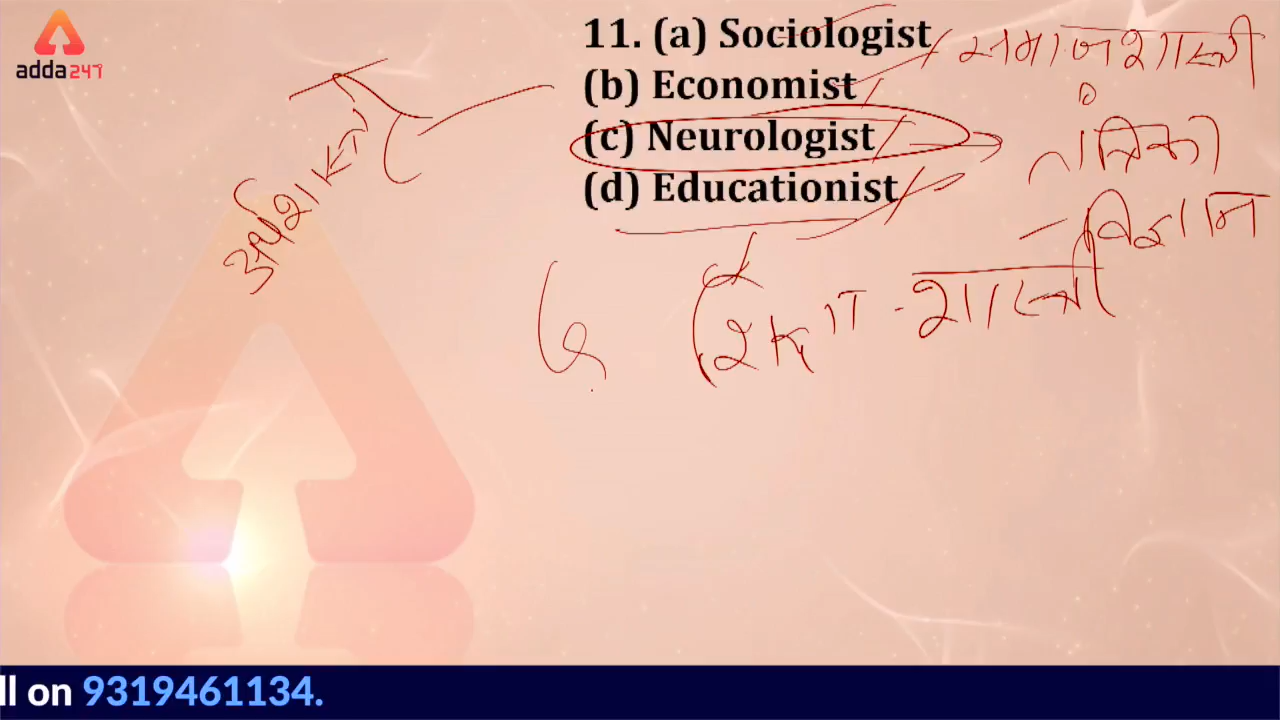 adda247
11. (a) Sociologist
(b) Economist
(c) Neurologist
(d) Educationist
समाजशास्त्री
तंत्रिका
-विज्ञान
अर्थशास्त्री
शिक्षा-शास्त्री
ll on 9319461134.